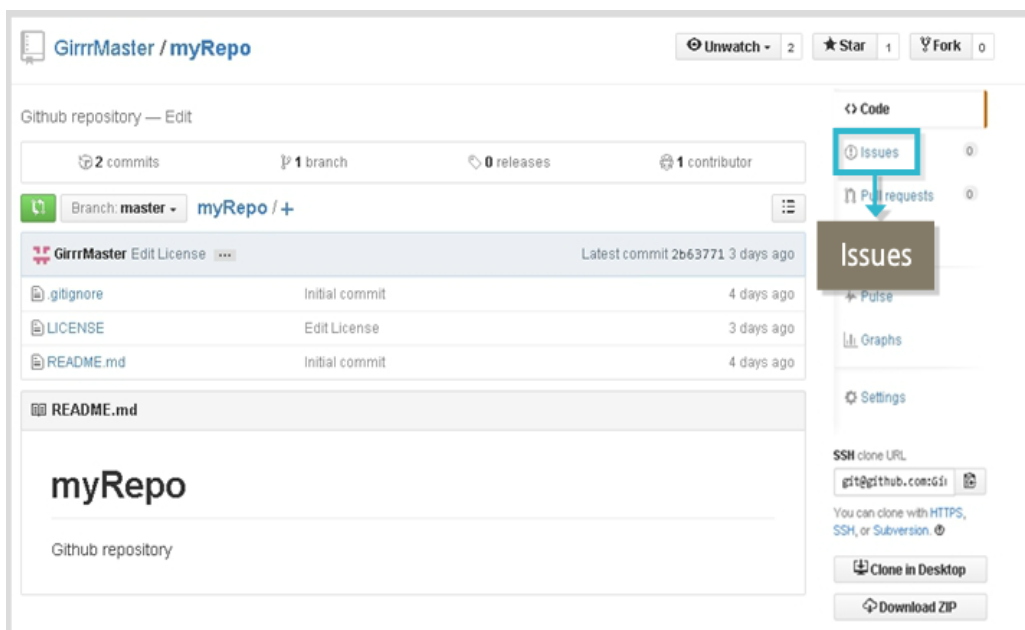 GirrrMaster / myRepo
Unwatch 2 Star 1 Fork 0
Github repository — Edit
2 commits 1 branch 0 releases 1 contributor
Branch: master myRepo / +
GirrrMaster Edit License ... Latest commit 2b63771 3 days ago
.gitignore Initial commit 4 days ago
LICENSE Edit License 3 days ago
README.md Initial commit 4 days ago
README.md
myRepo
Github repository
Code
Issues 0
Pull requests 0
Issues
Pulse
Graphs
Settings
SSH clone URL
git@github.com:Gi
You can clone with HTTPS,
SSH, or Subversion.
Clone in Desktop
Download ZIP